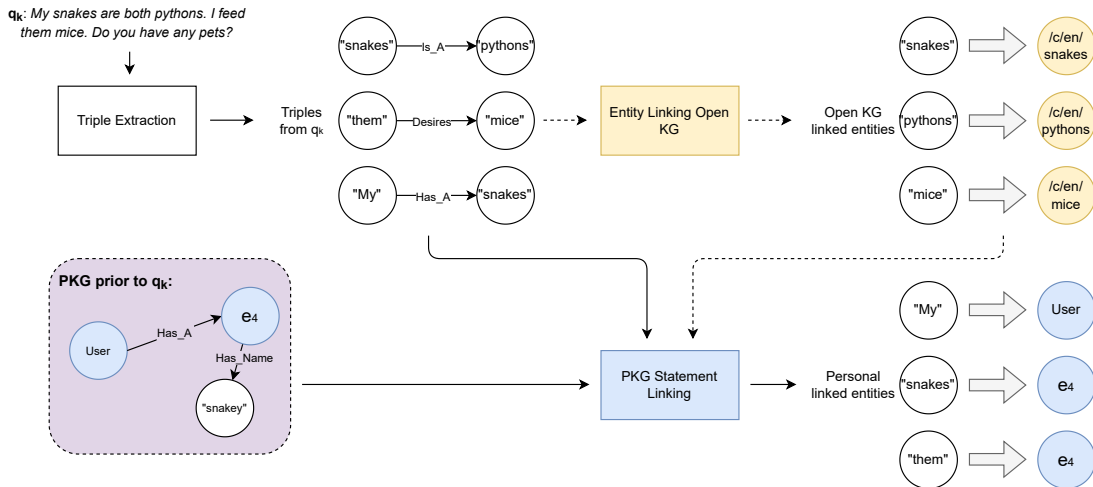 q_k: My snakes are both pythons. I feed
them mice. Do you have any pets?
Triple Extraction
Triples
from q_k
"snakes"
Is_A
"pythons"
"them"
Desires
"mice"
"My"
Has_A
"snakes"
Entity Linking Open
KG
Open KG
linked entities
"snakes"
/c/en/
snakes
"pythons"
/c/en/
pythons
"mice"
/c/en/
mice
PKG prior to q_k:
User
Has_A
e4
Has_Name
"snakey"
PKG Statement
Linking
Personal
linked entities
"My"
User
"snakes"
e4
"them"
e4